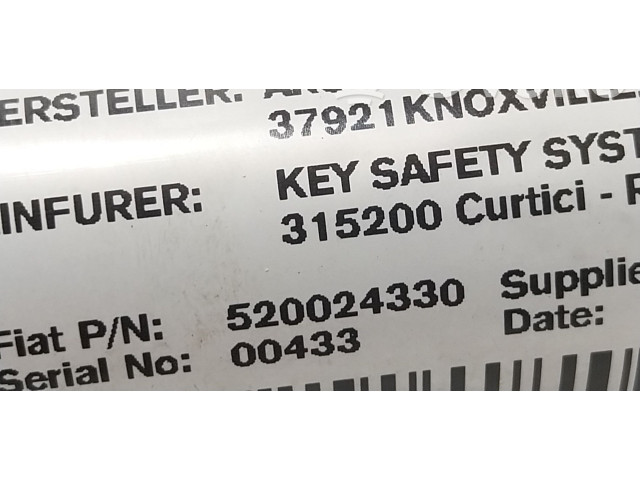 ERSTELLER:
37921KNOXVILLE
INFURER: KEY SAFETY SYST
315200 Curtici - R
Fiat P/N: 520024330 Supplie
Serial No: 00433 Date: